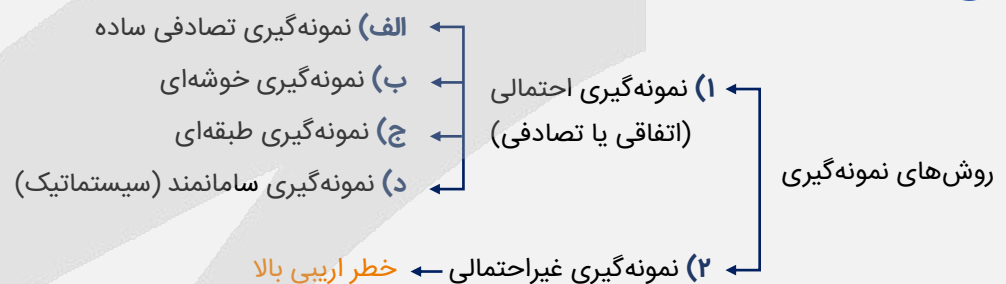 روش‌های نمونه‌گیری
۱) نمونه‌گیری احتمالی
(اتفاقی یا تصادفی)
الف) نمونه‌گیری تصادفی ساده
ب) نمونه‌گیری خوشه‌ای
ج) نمونه‌گیری طبقه‌ای
د) نمونه‌گیری سامانمند (سیستماتیک)
۲) نمونه‌گیری غیراحتمالی ← خطر اریبی بالا